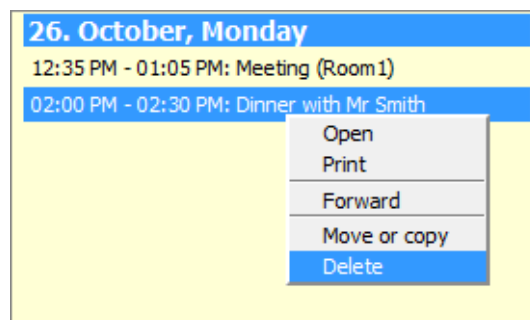 26. October, Monday
12:35 PM - 01:05 PM: Meeting (Room1)
02:00 PM - 02:30 PM: Dinner with Mr Smith
Open
Print
Forward
Move or copy
Delete